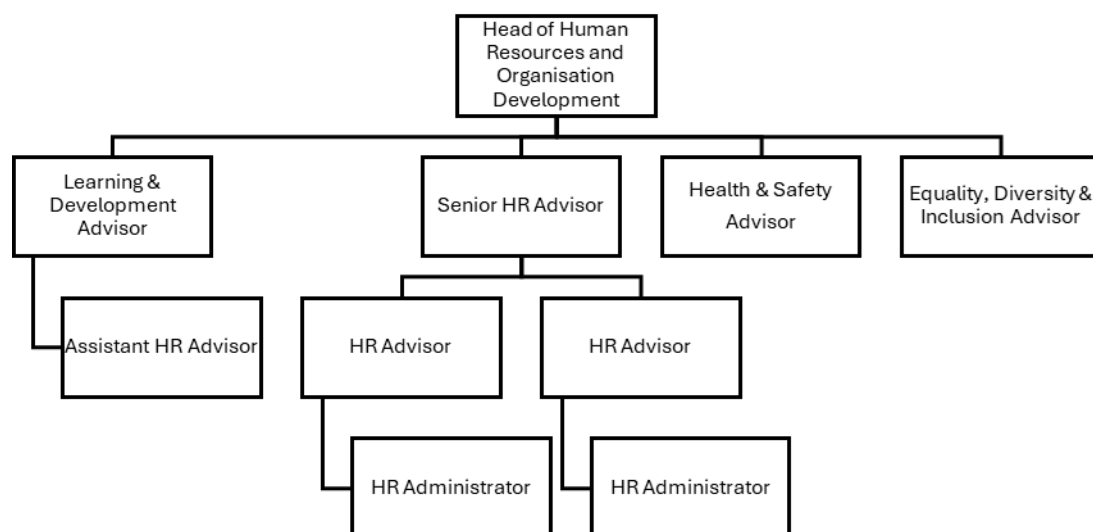 Head of Human
Resources and
Organisation
Development
Learning &
Development
Advisor
Senior HR Advisor
Health & Safety
Advisor
Equality, Diversity &
Inclusion Advisor
Assistant HR Advisor
HR Advisor
HR Advisor
HR Administrator
HR Administrator